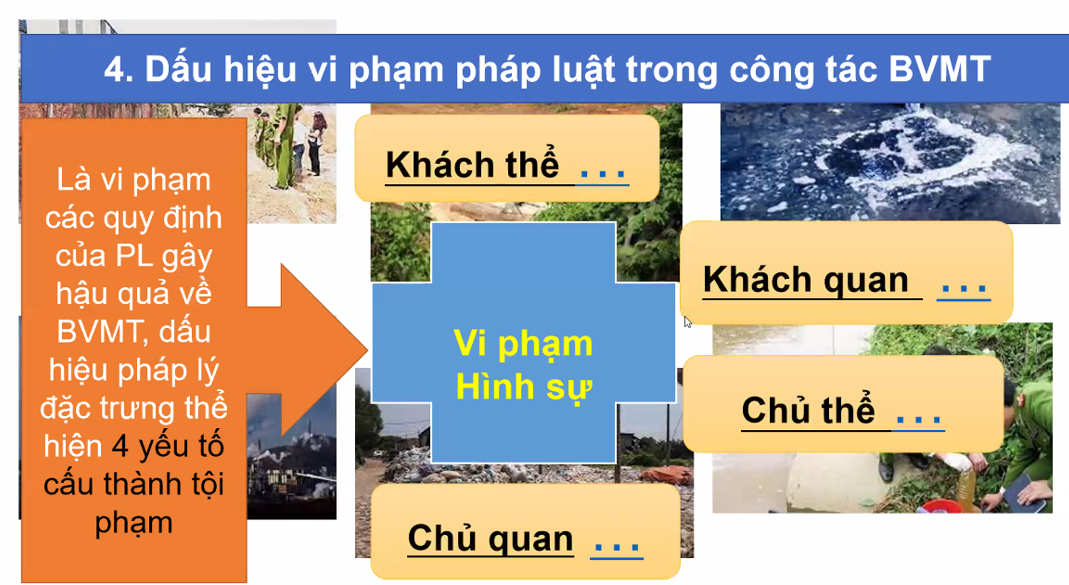 4. Dấu hiệu vi phạm pháp luật trong công tác BVMT
Là vi phạm
các quy định
của PL gây
hậu quả về
BVMT, dấu
hiệu pháp lý
đặc trưng thể
hiện 4 yếu tố
cấu thành tội
phạm
Khách thể ...
Khách quan ...
Vi phạm
Hình sự
Chủ thể ...
Chủ quan ...